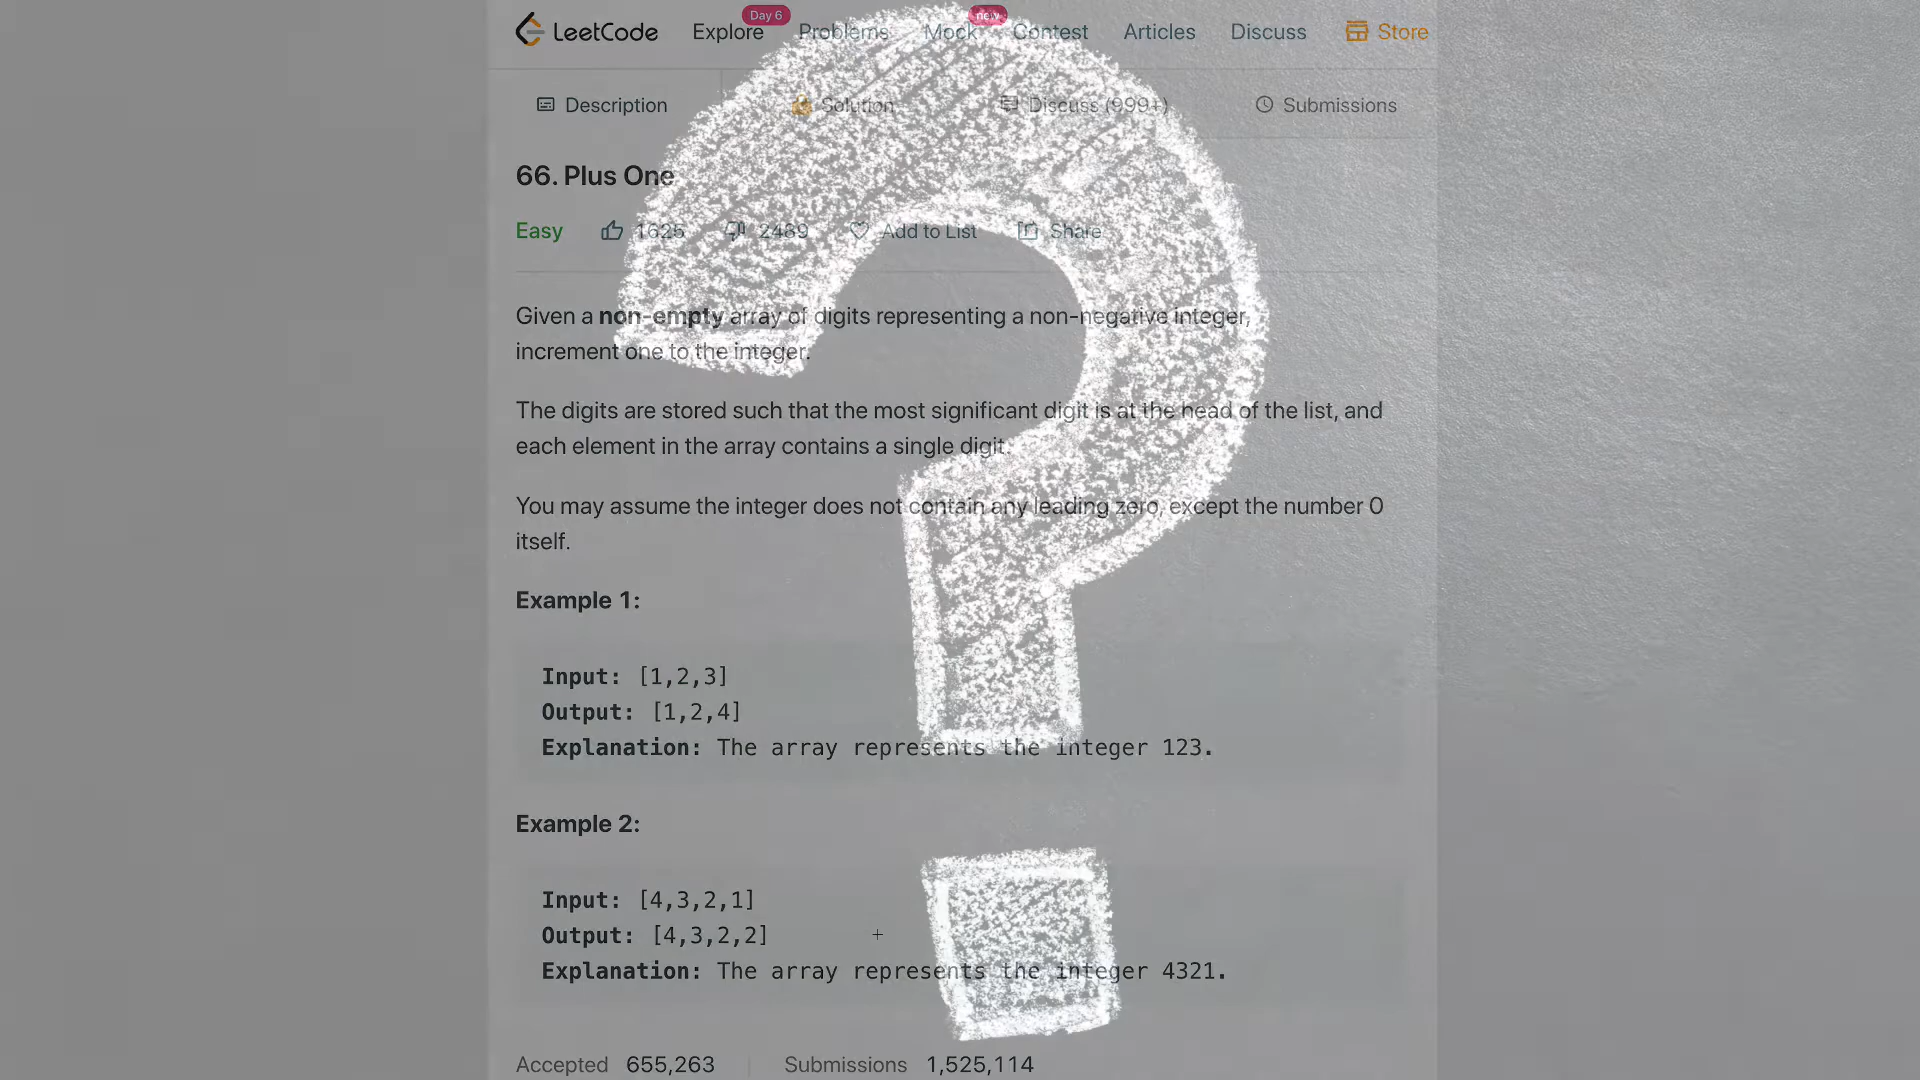 LeetCode Explore Day 6 Problems Mock new Contest Articles Discuss Store
Description Solution Discuss (999+) Submissions
66. Plus One
Easy 1625 2489 Add to List Share
Given a non-empty array of digits representing a non-negative integer,
increment one to the integer.
The digits are stored such that the most significant digit is at the head of the list, and
each element in the array contains a single digit.
You may assume the integer does not contain any leading zero, except the number 0
itself.
Example 1:
Input: [1,2,3]
Output: [1,2,4]
Explanation: The array represents the integer 123.
Example 2:
Input: [4,3,2,1]
Output: [4,3,2,2]
Explanation: The array represents the integer 4321.
Accepted 655,263 Submissions 1,525,114
?